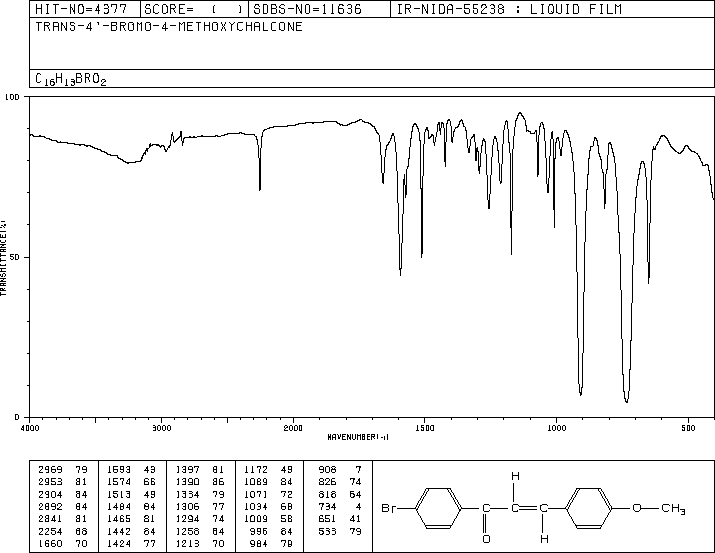 HIT-NO=4377 SCORE= ( ) SDBS-NO=11636 IR-NIDA-55238 : LIQUID FILM
TRANS-4'-BROMO-4-METHOXYCHALCONE
C16H13BRO2
100
50
0
TRANSMITTANCE(%)
4000 3000 2000 1500 1000 500
WAVENUMBER(-1)
2969 79 1593 43 1397 81 1172 49 908 7
2953 81 1574 66 1390 86 1089 84 826 74
2904 84 1513 49 1334 79 1071 72 818 64
2892 84 1484 84 1306 77 1034 68 734 4
2841 81 1465 81 1294 74 1009 58 651 41
2254 68 1442 84 1258 64 996 84 533 79
1660 70 1424 77 1213 70 984 79
H
Br O CH3
O H